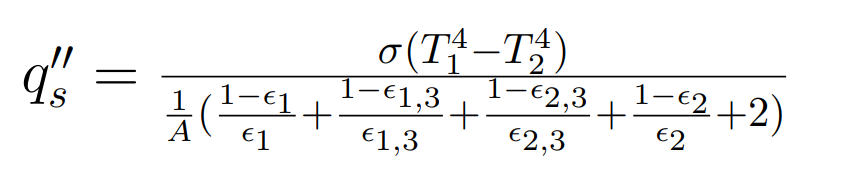 $q_s'' = \frac{\sigma(T_1^4 - T_2^4)}{\frac{1}{A}(\frac{1-\epsilon_1}{\epsilon_1} + \frac{1-\epsilon_{1,3}}{\epsilon_{1,3}} + \frac{1-\epsilon_{2,3}}{\epsilon_{2,3}} + \frac{1-\epsilon_2}{\epsilon_2} + 2)}$